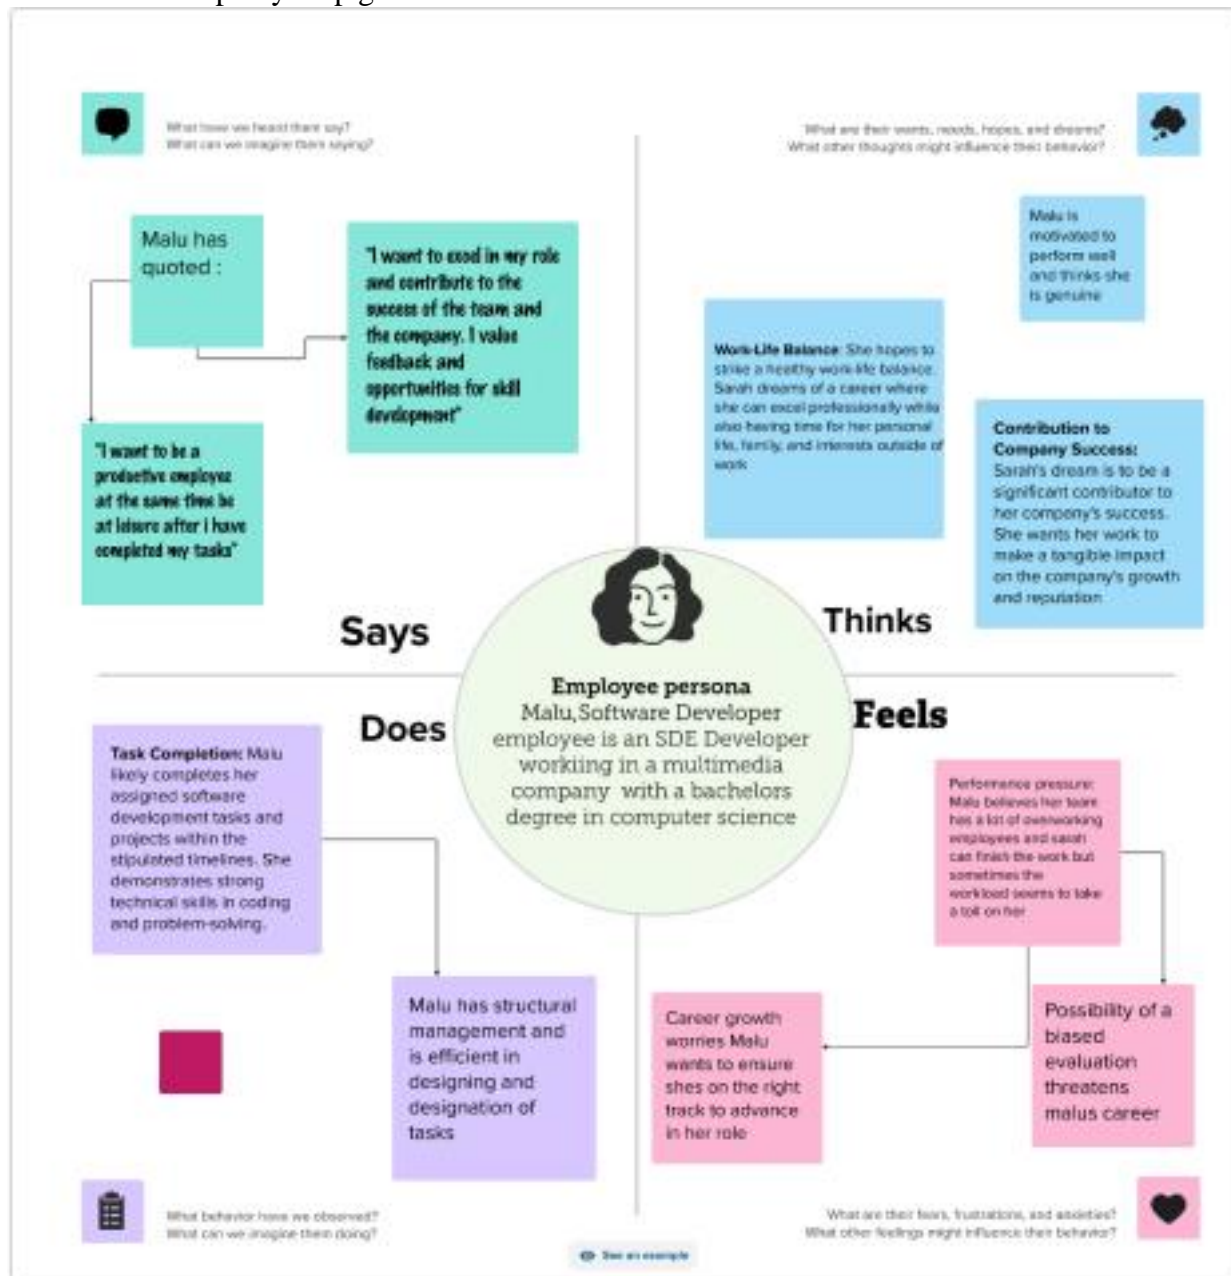 What have we heard them say?
What can we imagine them saying?
Malu has
quoted :
"I want to exed in my role
and contribute to the
success of the team and
the company. I value
feedback and
opportunities for skill
development"
"I want to be a
productive employee
at the same time be
at leisure after i have
completed my tasks"
Says
What are their wants, needs, hopes, and dreams?
What other thoughts might influence their behavior?
Malu is
motivated to
perform well
and thinks she
is genuine
Work-Life Balance: She hopes to
strike a healthy work-life balance.
Sarah dreams of a career where
she can excel professionally while
also having time for her personal
life, family, and interests outside of
work
Contribution to
Company Success:
Sarah's dream is to be a
significant contributor to
her company's success.
She wants her work to
make a tangible impact
on the company's growth
and reputation
Thinks
Employee persona
Malu,Software Developer
employee is an SDE Developer
workiing in a multimedia
company with a bachelors
degree in computer science
Does
Task Completion: Malu
likely completes her
assigned software
development tasks and
projects within the
stipulated timelines. She
demonstrates strong
technical skills in coding
and problem-solving.
Malu has structural
management and
is efficient in
designing and
designation of
tasks
What behavior have we observed?
What can we imagine them doing?
Feels
Performance pressure:
Malu believes her team
has a lot of overworking
employees and sarah
can finish the work but
sometimes the
workload seems to take
a toll on her
Career growth
worries Malu
wants to ensure
shes on the right
track to advance
in her role
Possibility of a
biased
evaluation
threatens
malus career
What are their fears, frustrations, and anxieties?
What other feelings might influence their behavior?
See an example